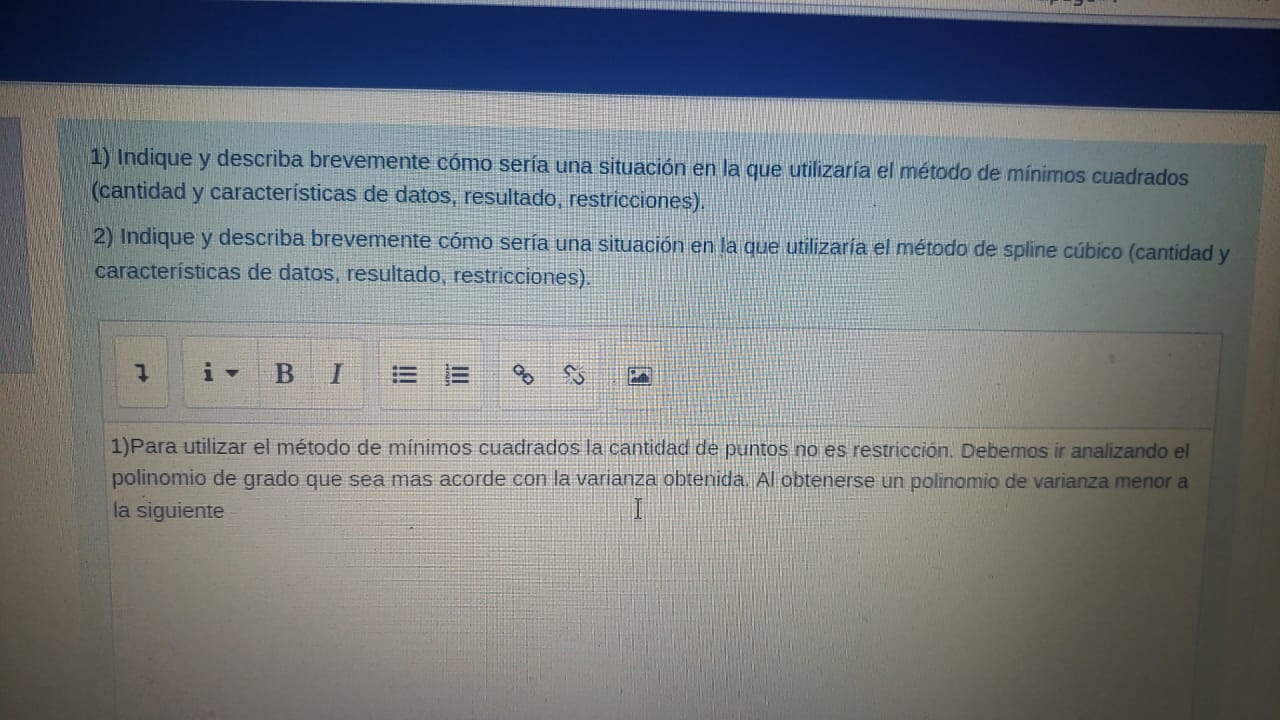 1) Indique y describa brevemente cómo sería una situación en la que utilizaría el método de mínimos cuadrados
(cantidad y características de datos, resultado, restricciones).
2) Indique y describa brevemente cómo sería una situación en la que utilizaría el método de spline cúbico (cantidad y
características de datos, resultado, restricciones).
i B I
1)Para utilizar el método de mínimos cuadrados la cantidad de puntos no es restricción. Debemos ir analizando el
polinomio de grado que sea mas acorde con la varianza obtenida. Al obtenerse un polinomio de varianza menor a
la siguiente